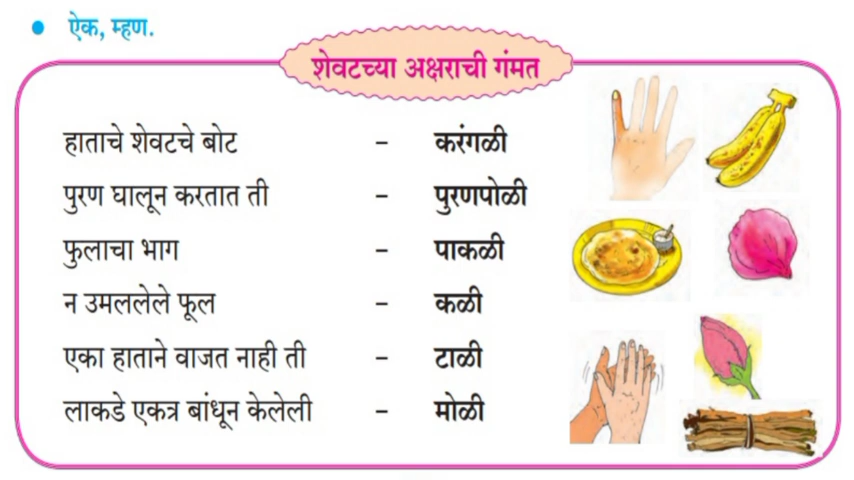 • ऐक, म्हण.
शेवटच्या अक्षराची गंमत
हाताचे शेवटचे बोट – करंगळी
पुरण घालून करतात ती – पुरणपोळी
फुलाचा भाग – पाकळी
न उमललेले फूल – कळी
एका हाताने वाजत नाही ती – टाळी
लाकडे एकत्र बांधून केलेली – मोळी